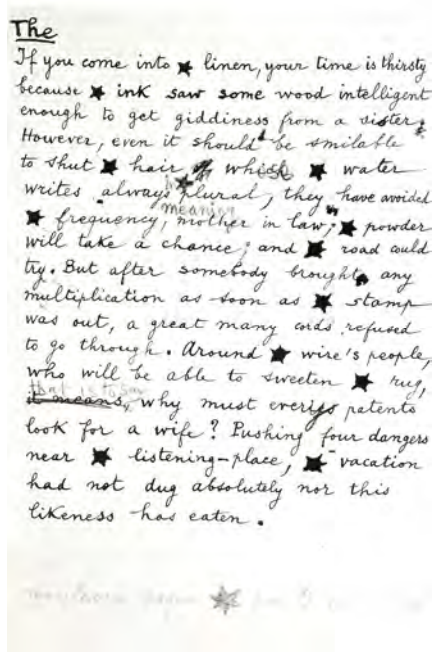 The
If you come into ★ linen, your time is thirsty
because ★ ink saw some wood intelligent
enough to get giddiness from a sister.
However, even it should be smilable
to shut ★ hair which ★ water
writes always plural, they have avoided
meaning
★ frequency, mother in law; ★ powder
will take a chance; and ★ road could
try. But after somebody brought any
multiplication as soon as ★ stamp
was out, a great many cords refused
to go through. Around ★ wire's people,
who will be able to sweeten ★ rug,
that is to say
it means, why must every patents
look for a wife? Pushing four dangers
near ★ listening-place, ★ vacation
had not dug absolutely nor this
likeness has eaten.
★